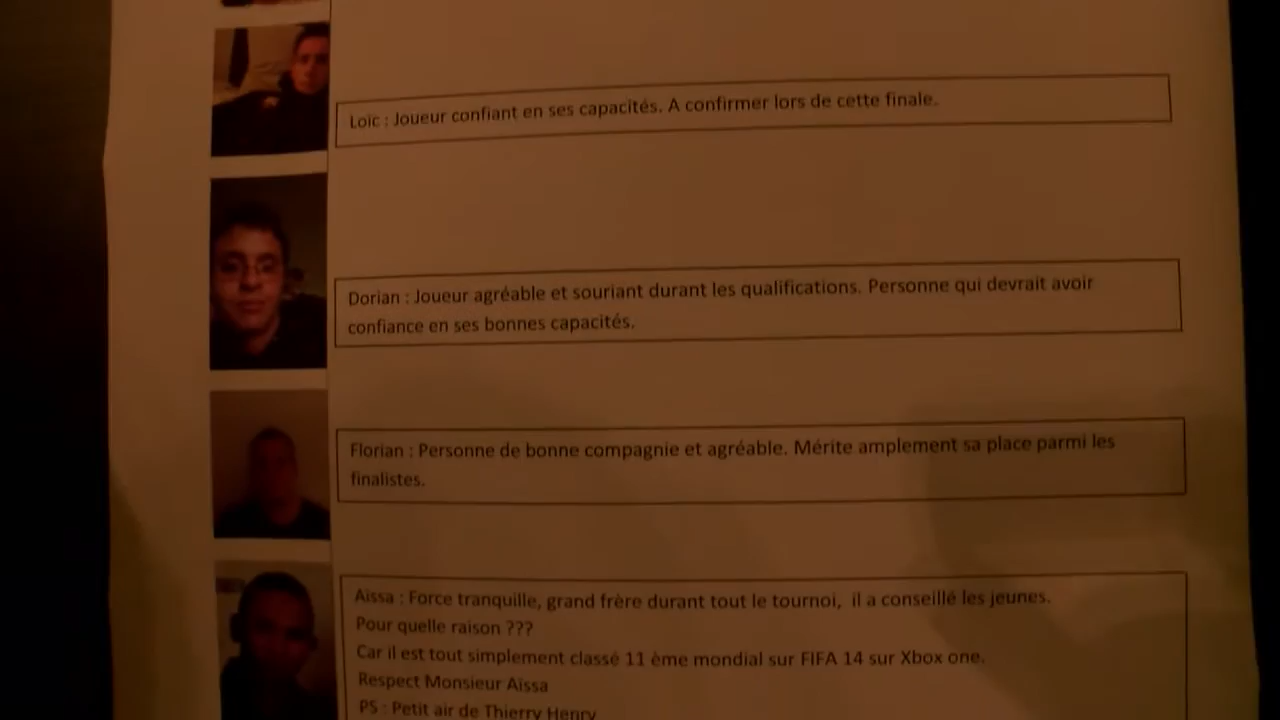 Loïc : Joueur confiant en ses capacités. A confirmer lors de cette finale.
Dorian : Joueur agréable et souriant durant les qualifications. Personne qui devrait avoir
confiance en ses bonnes capacités.
Florian : Personne de bonne compagnie et agréable. Mérite amplement sa place parmi les
finalistes.
Aïssa : Force tranquille, grand frère durant tout le tournoi, il a conseillé les jeunes.
Pour quelle raison ???
Car il est tout simplement classé 11 ème mondial sur FIFA 14 sur Xbox one.
Respect Monsieur Aïssa
PS : Petit air de Thierry Henry